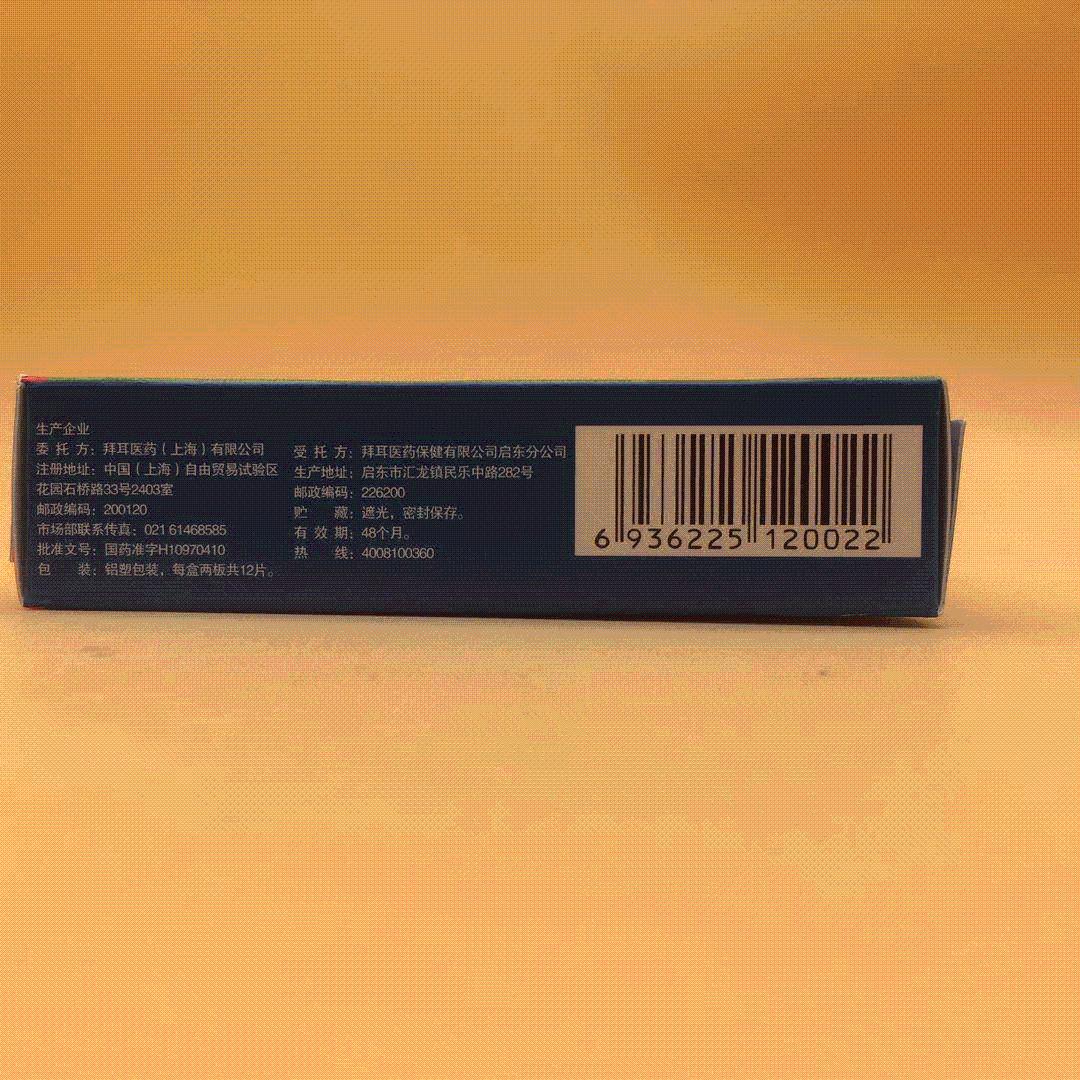 生产企业
委托方：拜耳医药（上海）有限公司
注册地址：中国（上海）自由贸易试验区
花园石桥路33号2403室
邮政编码：200120
市场部联系传真：021 61468585
批准文号：国药准字H10970410
包装：铝塑包装，每盒两板共12片。
受托方：拜耳医药保健有限公司启东分公司
生产地址：启东市汇龙镇民乐中路282号
邮政编码：226200
贮藏：遮光，密封保存。
有效期：48个月。
热线：4008100360
6 936225 120022